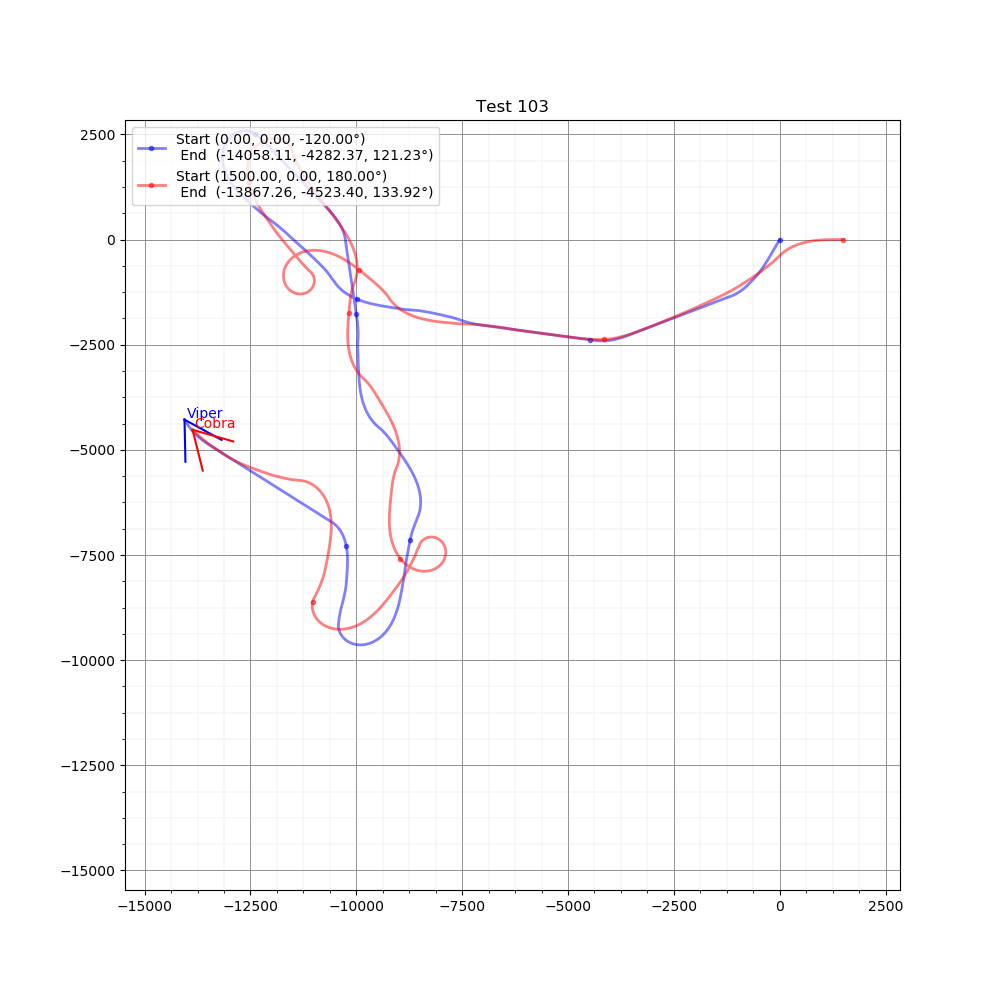 Test 103
Start (0.00, 0.00, -120.00°)
End (-14058.11, -4282.37, 121.23°)
Start (1500.00, 0.00, 180.00°)
End (-13867.26, -4523.40, 133.92°)
2500
0
−2500
−5000
−7500
−10000
−12500
−15000
Viper
Cobra
−15000 −12500 −10000 −7500 −5000 −2500 0 2500